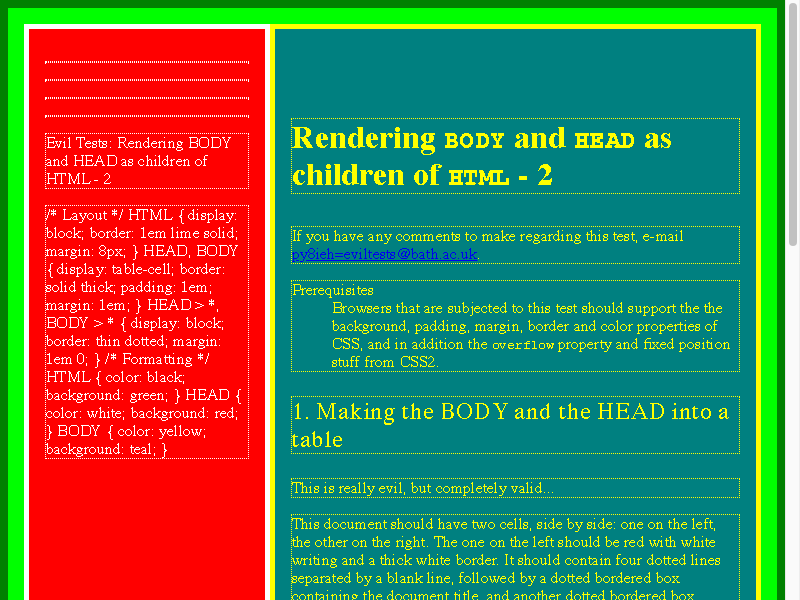 Evil Tests: Rendering BODY
and HEAD as children of
HTML - 2
/* Layout */ HTML { display:
block; border: 1em lime solid;
margin: 8px; } HEAD, BODY
{ display: table-cell; border:
solid thick; padding: 1em;
margin: 1em; } HEAD > *,
BODY > * { display: block;
border: thin dotted; margin:
1em 0; } /* Formatting */
HTML { color: black;
background: green; } HEAD {
color: white; background: red;
} BODY { color: yellow;
background: teal; }
Rendering BODY and HEAD as
children of HTML - 2
If you have any comments to make regarding this test, e-mail
py8ieh=eviltests@bath.ac.uk.
Prerequisites
Browsers that are subjected to this test should support the the
background, padding, margin, border and color properties of
CSS, and in addition the overflow property and fixed position
stuff from CSS2.
1. Making the BODY and the HEAD into a
table
This is really evil, but completely valid...
This document should have two cells, side by side: one on the left,
the other on the right. The one on the left should be red with white
writing and a thick white border. It should contain four dotted lines
separated by a blank line, followed by a dotted bordered box
containing the document title, and another dotted bordered box